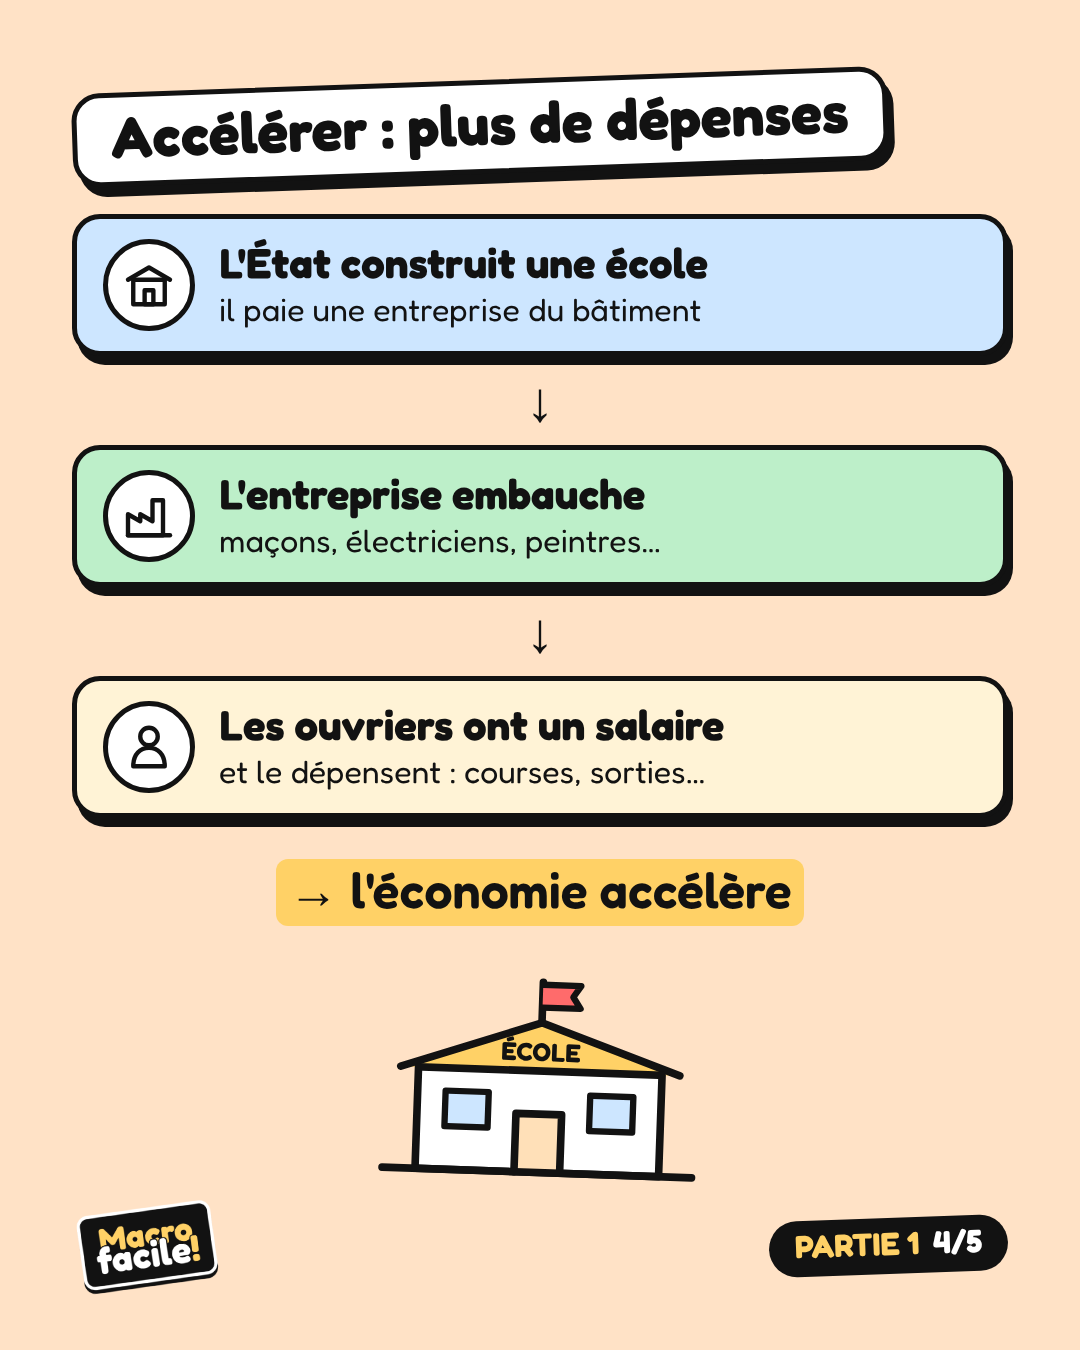 Accélérer : plus de dépenses
L'État construit une école
il paie une entreprise du bâtiment
↓
L'entreprise embauche
maçons, électriciens, peintres...
↓
Les ouvriers ont un salaire
et le dépensent : courses, sorties...
→ l'économie accélère
ÉCOLE
Macro
facile!
PARTIE 1 4/5